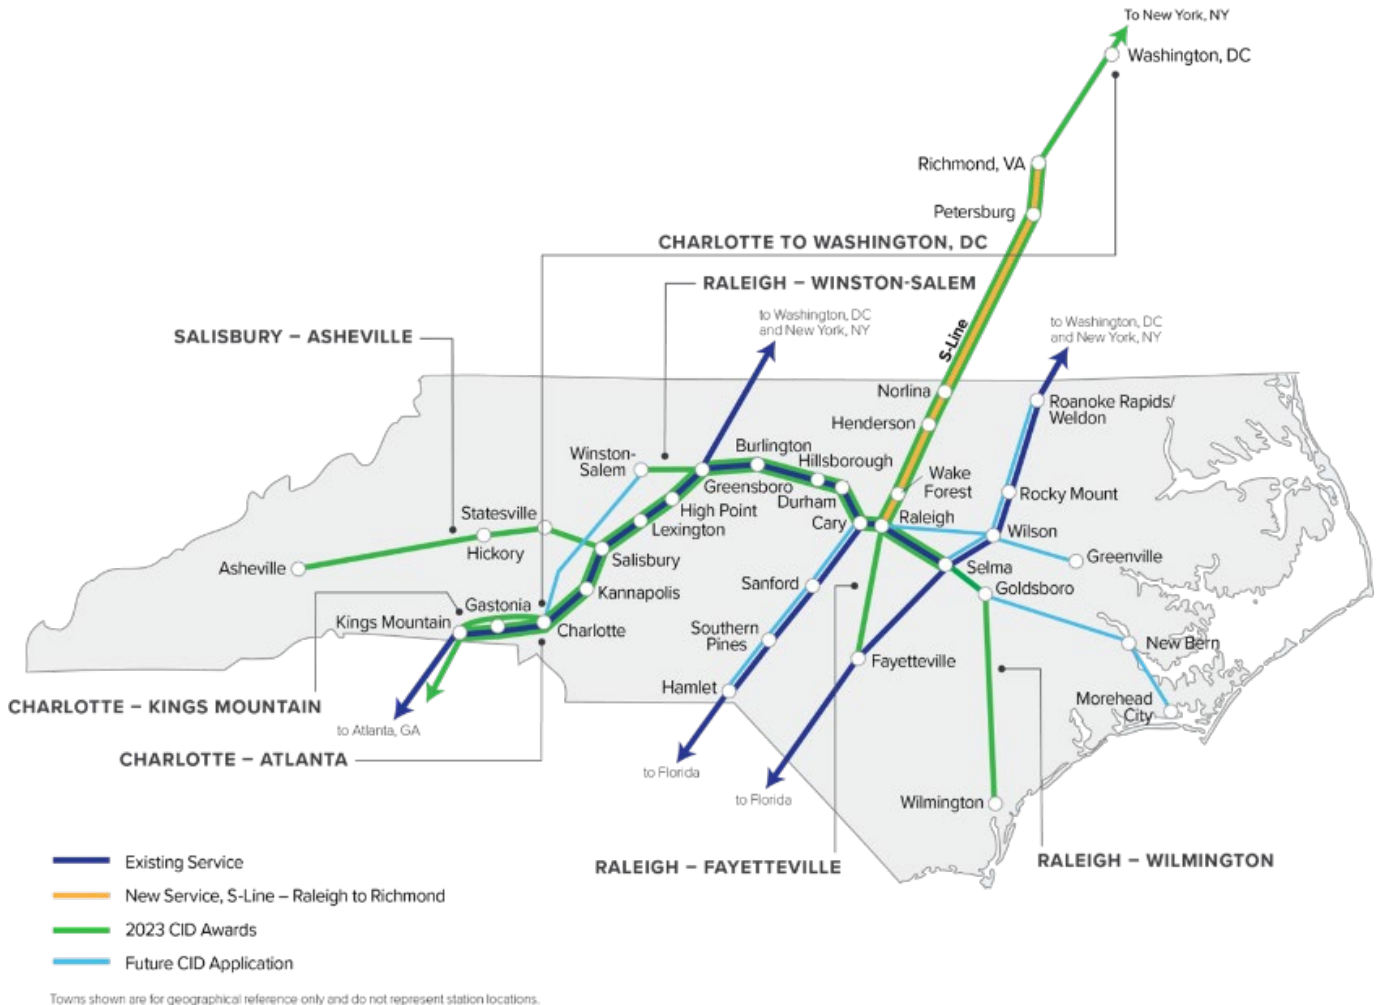 To New York, NY
Washington, DC
Richmond, VA
Petersburg
CHARLOTTE TO WASHINGTON, DC
RALEIGH – WINSTON-SALEM
to Washington, DC
and New York, NY
to Washington, DC
and New York, NY
SALISBURY – ASHEVILLE
S-Line
Norlina
Henderson
Roanoke Rapids/
Weldon
Winston-
Salem
Burlington
Hillsborough
Greensboro
Durham
Wake
Forest
Rocky Mount
High Point
Statesville
Lexington
Cary
Raleigh
Wilson
Hickory
Salisbury
Greenville
Asheville
Selma
Sanford
Goldsboro
Kannapolis
Gastonia
Kings Mountain
Charlotte
Southern
Pines
New Bern
Fayetteville
Hamlet
Morehead
City
CHARLOTTE – KINGS MOUNTAIN
to Atlanta, GA
CHARLOTTE – ATLANTA
to Florida
to Florida
Wilmington
RALEIGH – FAYETTEVILLE
RALEIGH – WILMINGTON
Existing Service
New Service, S-Line – Raleigh to Richmond
2023 CID Awards
Future CID Application
Towns shown are for geographical reference only and do not represent station locations.